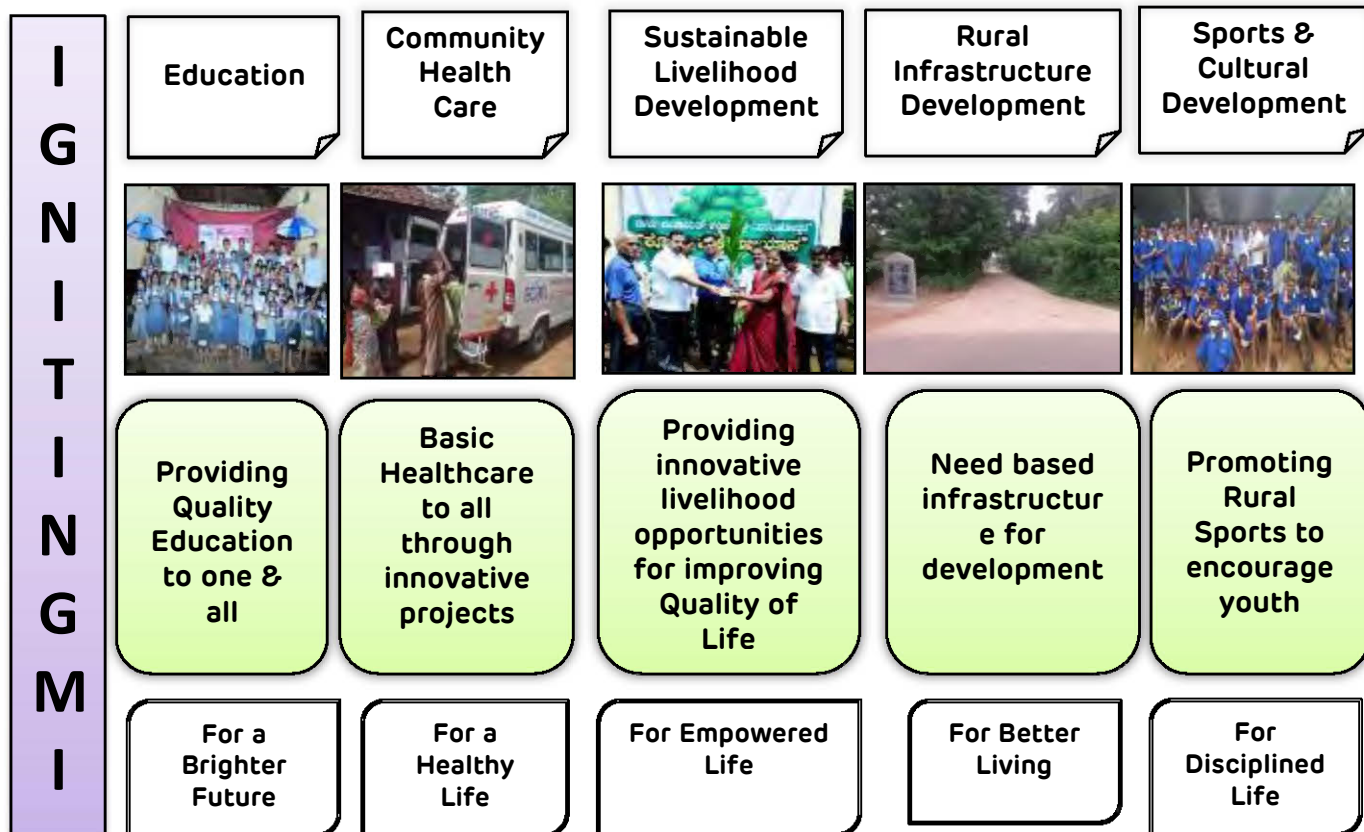 I
G
N
I
T
I
N
G
M
I
Education
Community
Health
Care
Sustainable
Livelihood
Development
Rural
Infrastructure
Development
Sports &
Cultural
Development
Providing
Quality
Education
to one &
all
Basic
Healthcare
to all
through
innovative
projects
Providing
innovative
livelihood
opportunities
for improving
Quality of
Life
Need based
infrastructur
e for
development
Promoting
Rural
Sports to
encourage
youth
For a
Brighter
Future
For a
Healthy
Life
For Empowered
Life
For Better
Living
For
Disciplined
Life